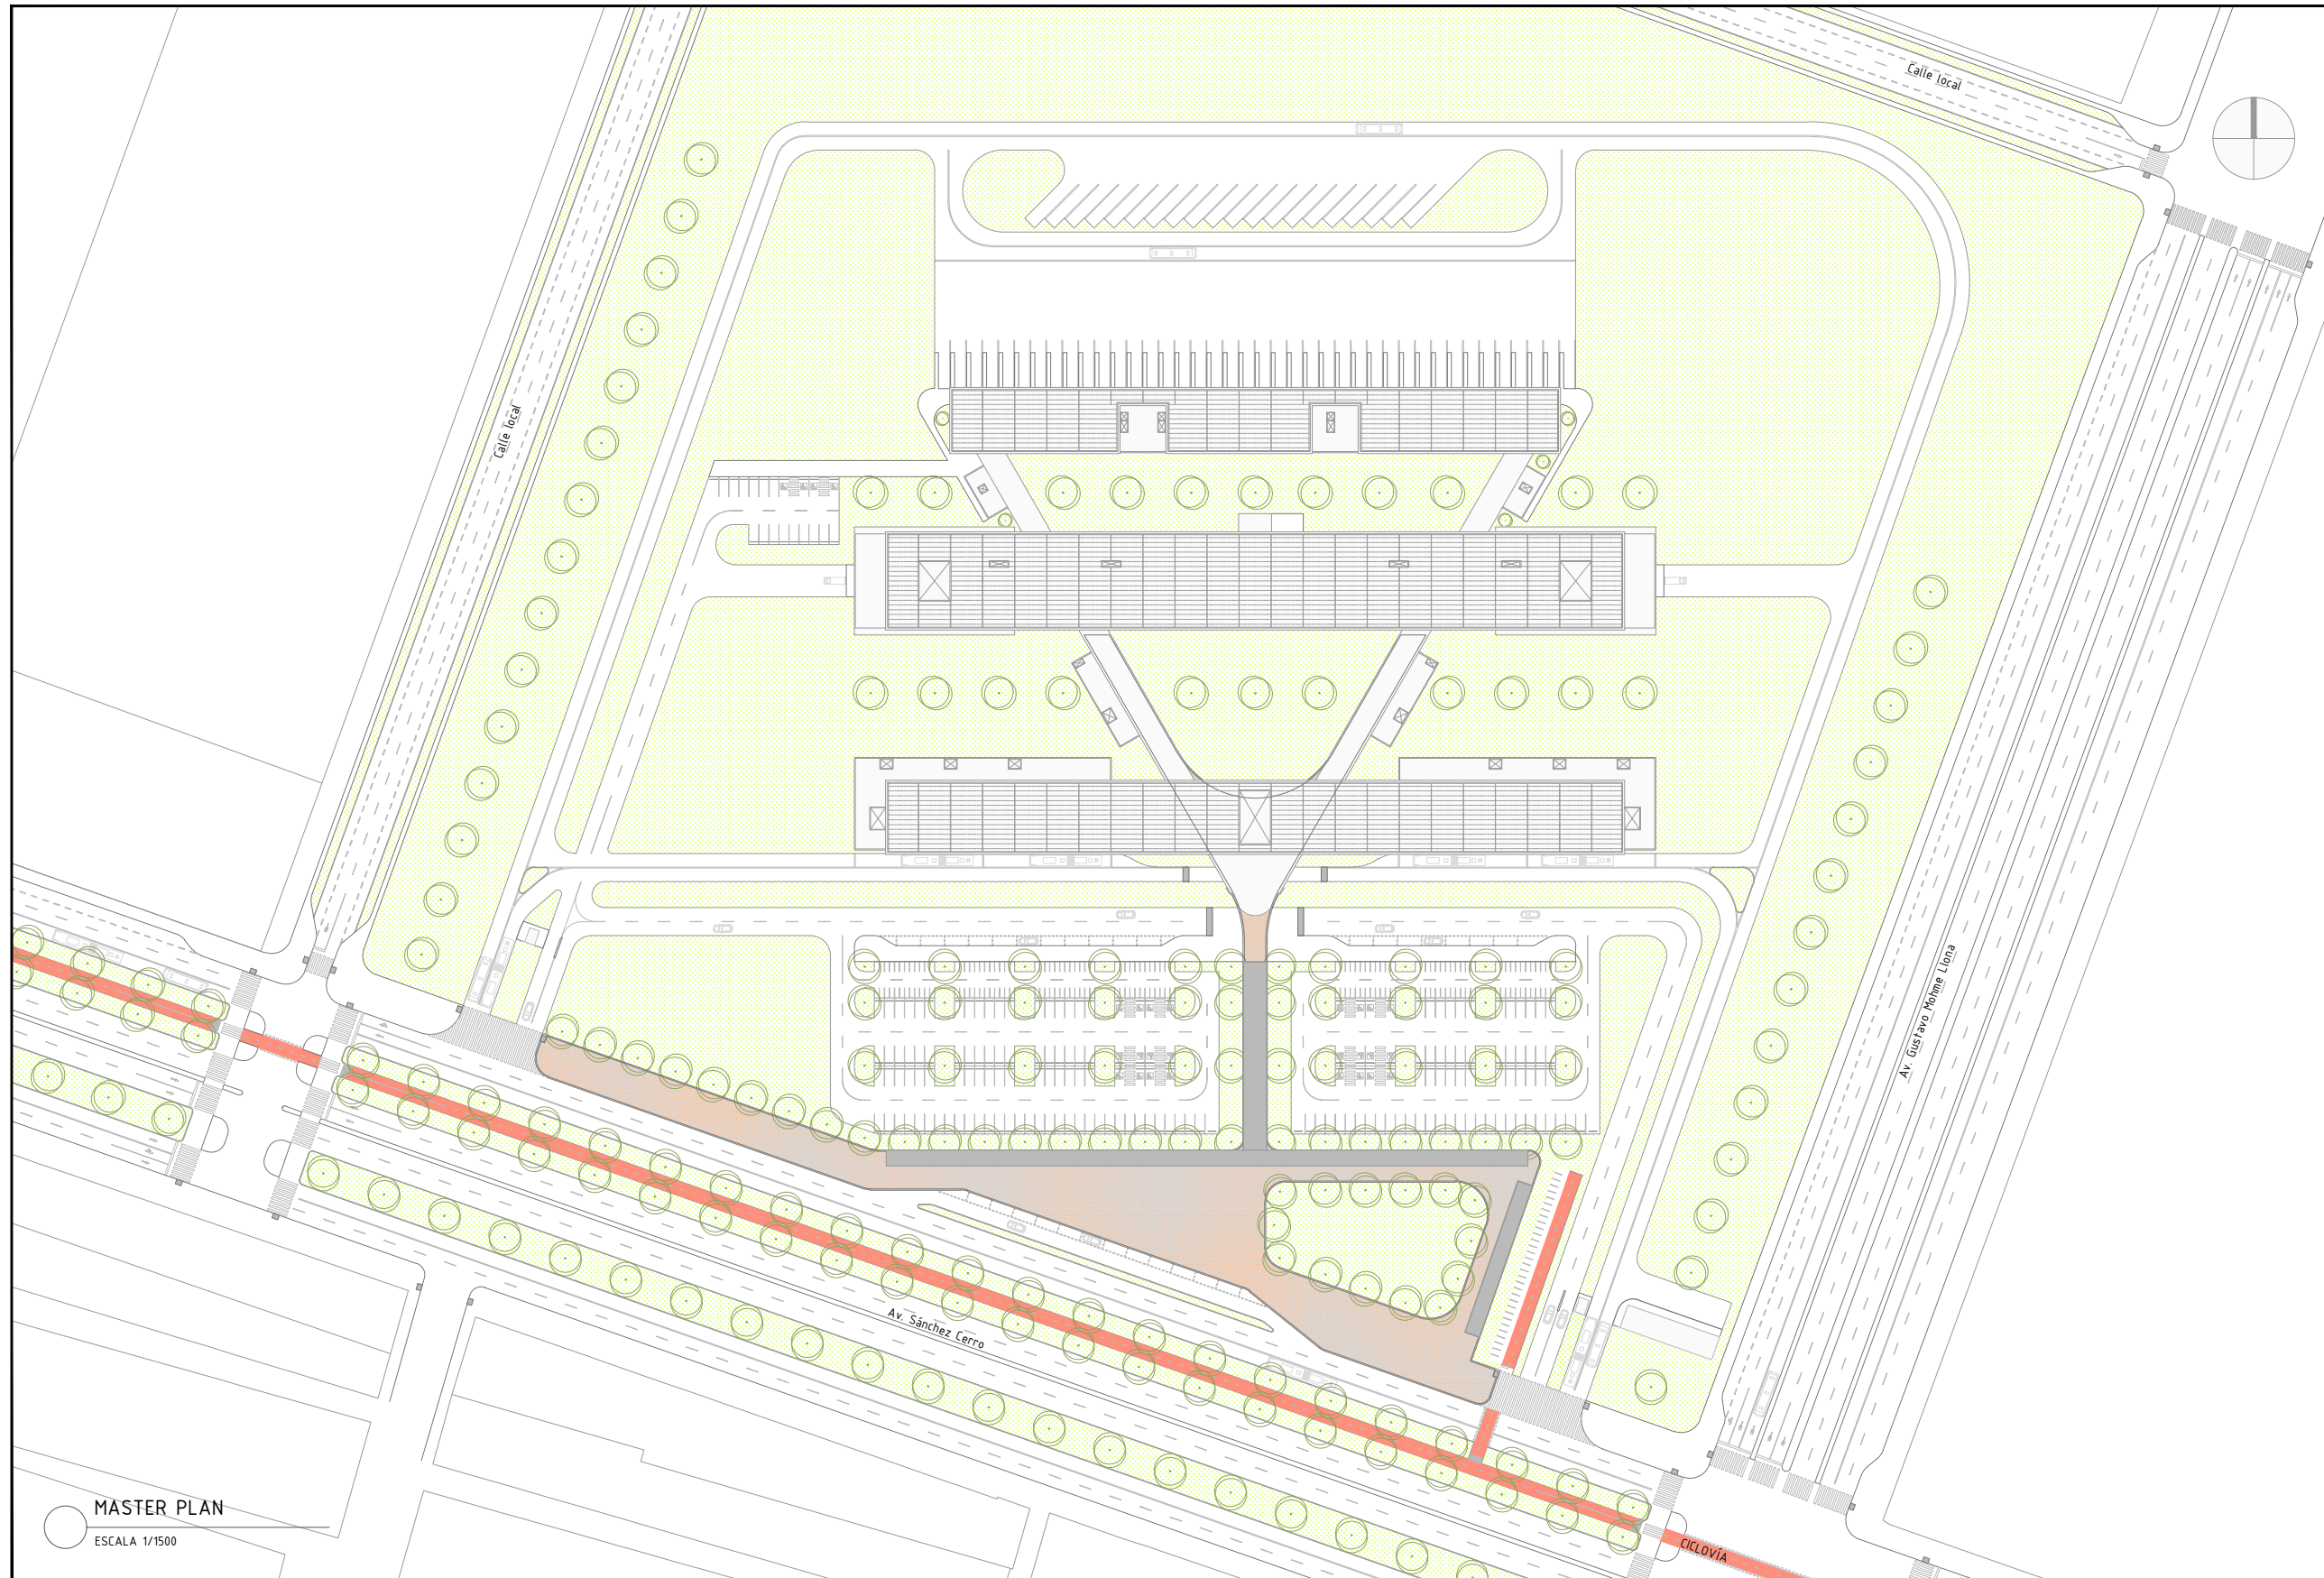 Calle local
Calle local
Av. Gustavo Mohme Llona
Av. Sánchez Cerro
MASTER PLAN
ESCALA 1/1500
CICLOVÍA